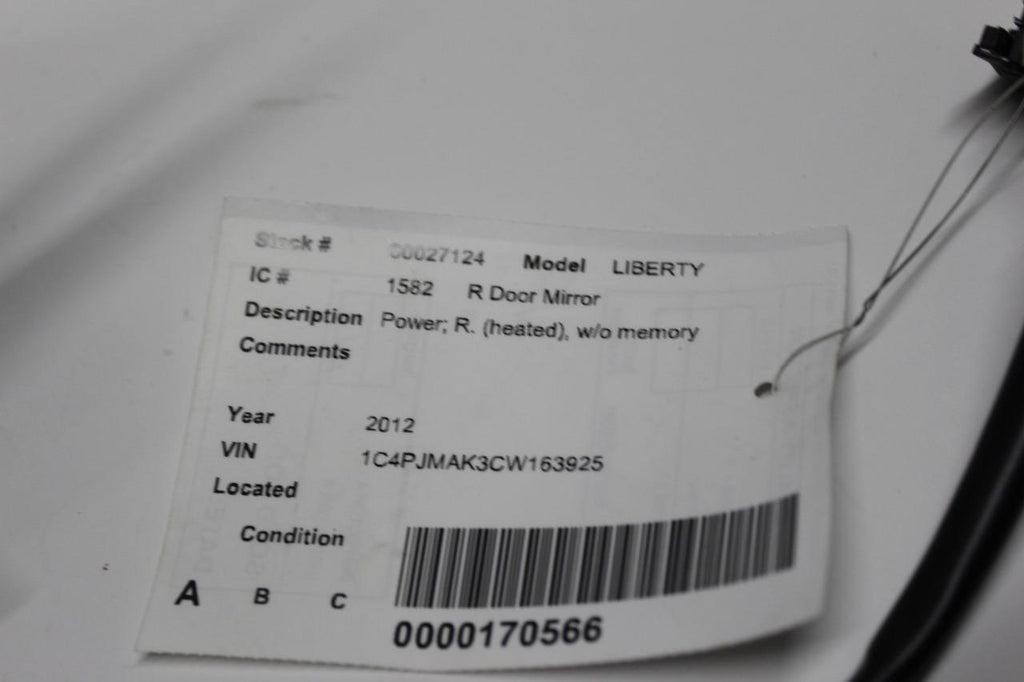 Stock # 00027124 Model LIBERTY
IC # 1582 R Door Mirror
Description Power; R. (heated), w/o memory
Comments
Year 2012
VIN 1C4PJMAK3CW163925
Located
Condition
A B C
0000170566